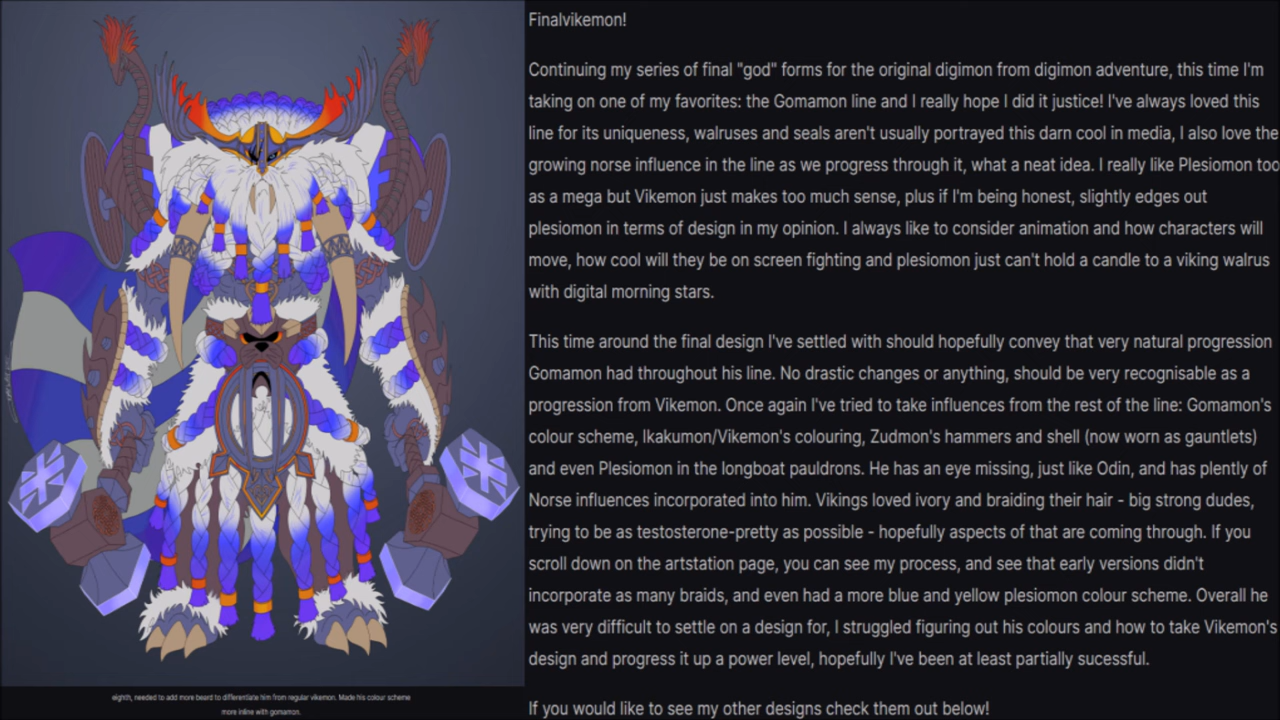 Finalvikemon!
Continuing my series of final "god" forms for the original digimon from digimon adventure, this time I'm
taking on one of my favorites: the Gomamon line and I really hope I did it justice! I've always loved this
line for its uniqueness, walruses and seals aren't usually portrayed this darn cool in media, I also love the
growing norse influence in the line as we progress through it, what a neat idea. I really like Plesiomon too
as a mega but Vikemon just makes too much sense, plus if I'm being honest, slightly edges out
plesiomon in terms of design in my opinion. I always like to consider animation and how characters will
move, how cool will they be on screen fighting and plesiomon just can't hold a candle to a viking walrus
with digital morning stars.
This time around the final design I've settled with should hopefully convey that very natural progression
Gomamon had throughout his line. No drastic changes or anything, should be very recognisable as a
progression from Vikemon. Once again I've tried to take influences from the rest of the line: Gomamon's
colour scheme, Ikakumon/Vikemon's colouring, Zudmon's hammers and shell (now worn as gauntlets)
and even Plesiomon in the longboat pauldrons. He has an eye missing, just like Odin, and has plently of
Norse influences incorporated into him. Vikings loved ivory and braiding their hair - big strong dudes,
trying to be as testosterone-pretty as possible - hopefully aspects of that are coming through. If you
scroll down on the artstation page, you can see my process, and see that early versions didn't
incorporate as many braids, and even had a more blue and yellow plesiomon colour scheme. Overall he
was very difficult to settle on a design for, I struggled figuring out his colours and how to take Vikemon's
design and progress it up a power level, hopefully I've been at least partially sucessful.
If you would like to see my other designs check them out below!
eighth, needed to add more beard to differentiate him from regular vikemon. Made his colour scheme
more inline with gomamon.